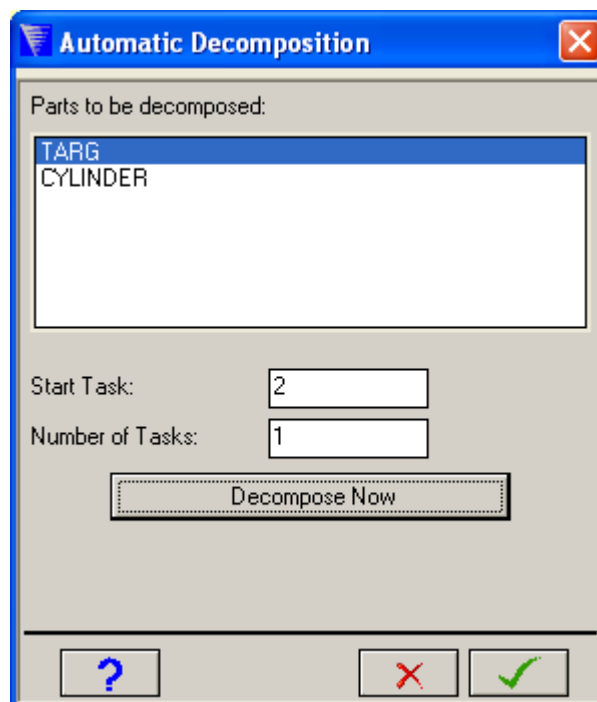 Automatic Decomposition
Parts to be decomposed:
TARG
CYLINDER
Start Task:
2
Number of Tasks:
1
Decompose Now
?